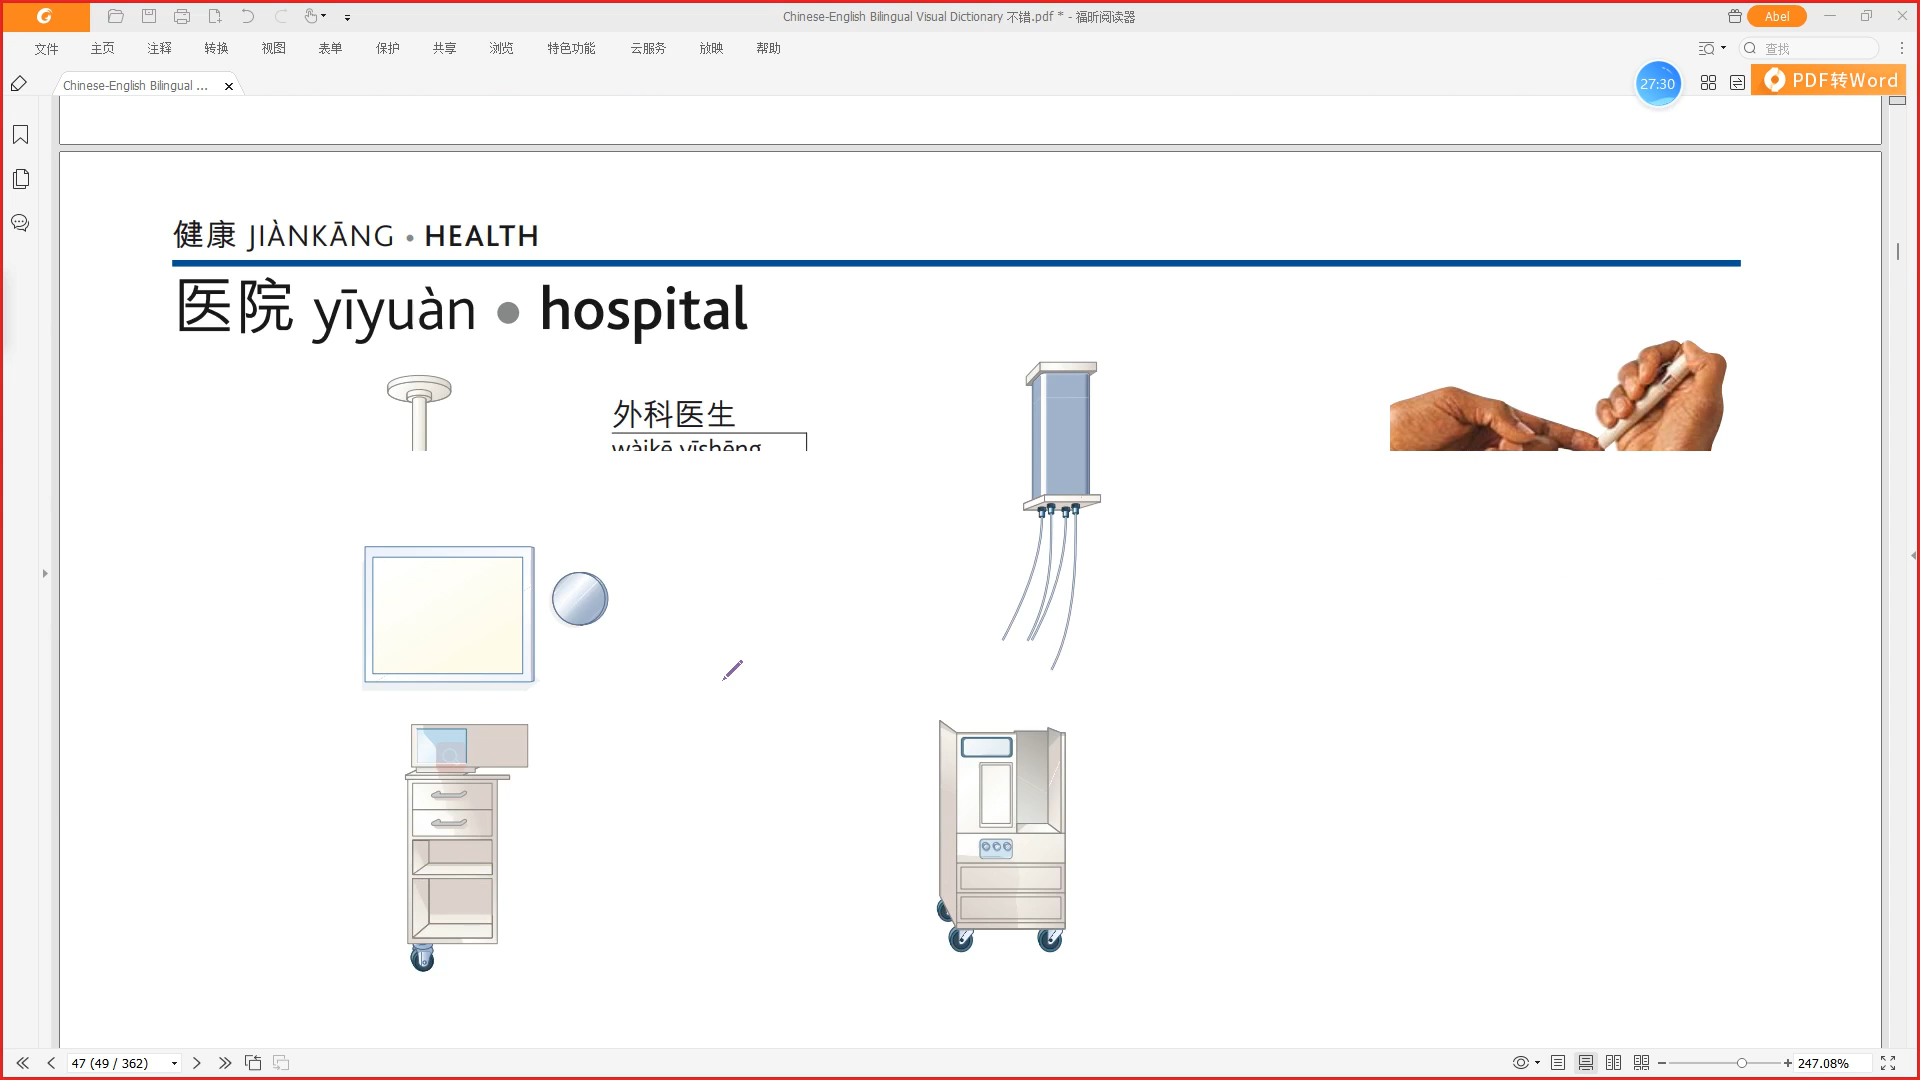 Chinese-English Bilingual Visual Dictionary 不错.pdf * - 福昕阅读器
Abel
文件 主页 注释 转换 视图 表单 保护 共享 浏览 特色功能 云服务 放映 帮助
查找
Chinese-English Bilingual ...
27:30
PDF转Word
健康 JIÀNKĀNG • HEALTH
医院 yīyuàn • hospital
外科医生
wàikē yīshēng
47 (49 / 362)
247.08%